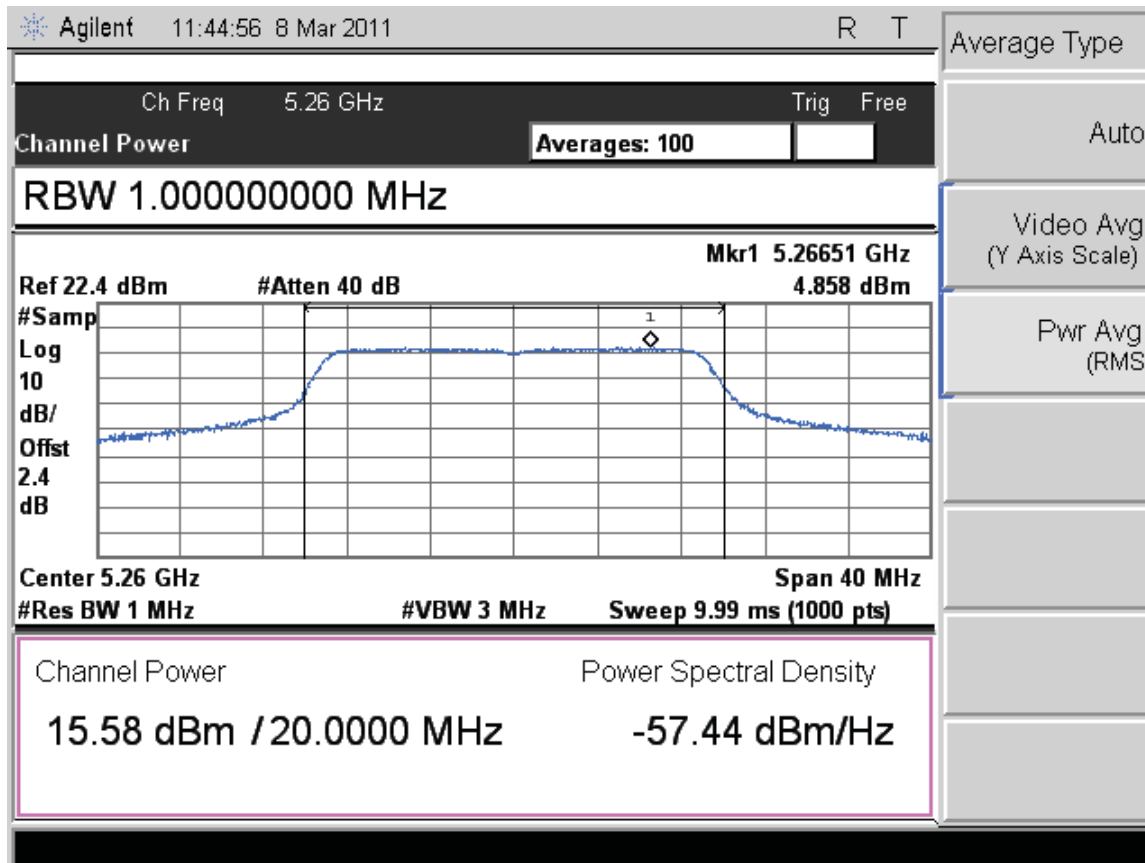 Agilent 11:44:56 8 Mar 2011 R T
Average Type
Ch Freq 5.26 GHz Trig Free
Channel Power Averages: 100
Auto
RBW 1.000000000 MHz
Video Avg
(Y Axis Scale)
Mkr1 5.26651 GHz
Ref 22.4 dBm #Atten 40 dB 4.858 dBm
#Samp
Log
10
dB/
Offst
2.4
dB
1
Pwr Avg
(RMS
Center 5.26 GHz Span 40 MHz
#Res BW 1 MHz #VBW 3 MHz Sweep 9.99 ms (1000 pts)
Channel Power Power Spectral Density
15.58 dBm / 20.0000 MHz -57.44 dBm/Hz